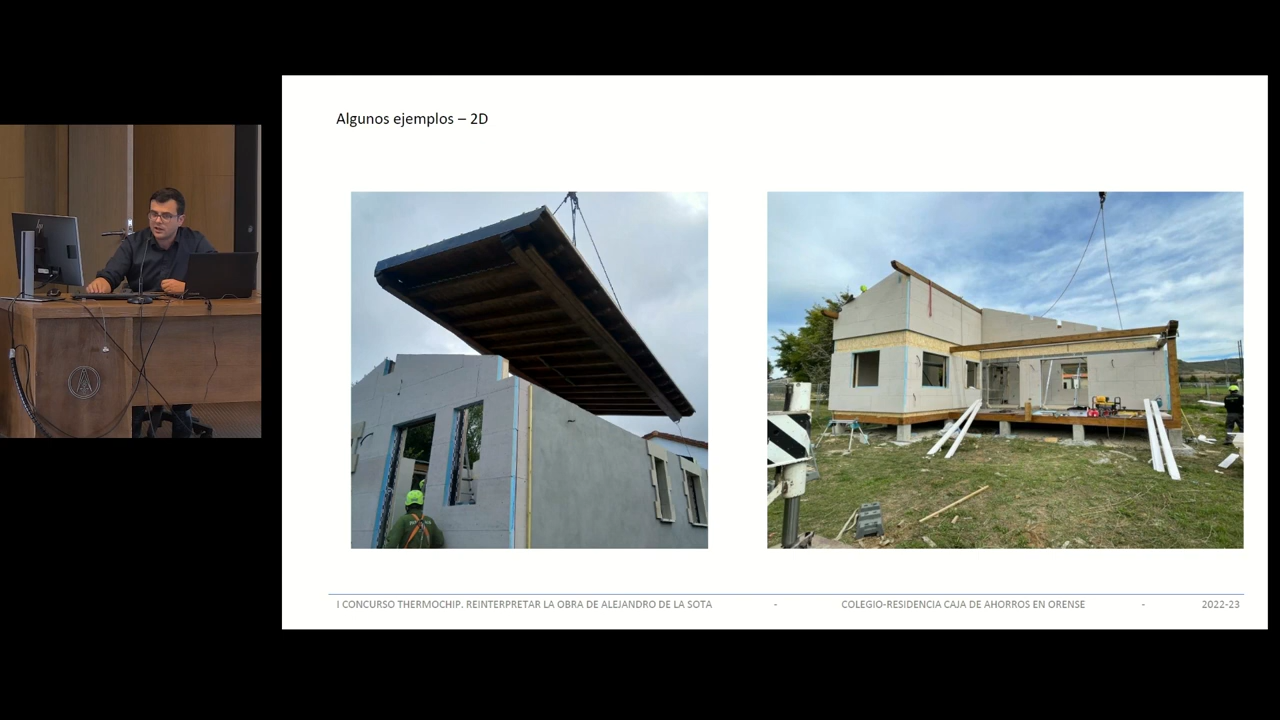 Algunos ejemplos – 2D
I CONCURSO THERMOCHIP. REINTERPRETAR LA OBRA DE ALEJANDRO DE LA SOTA - COLEGIO-RESIDENCIA CAJA DE AHORROS EN ORENSE - 2022-23